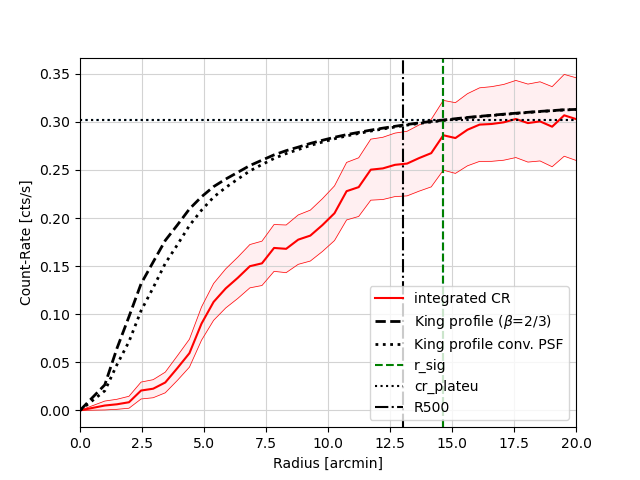 0.35
0.30
0.25
0.20
0.15
0.10
0.05
0.00
Count-Rate [cts/s]
integrated CR
King profile (β=2/3)
King profile conv. PSF
r_sig
cr_plateu
R500
0.0 2.5 5.0 7.5 10.0 12.5 15.0 17.5 20.0
Radius [arcmin]